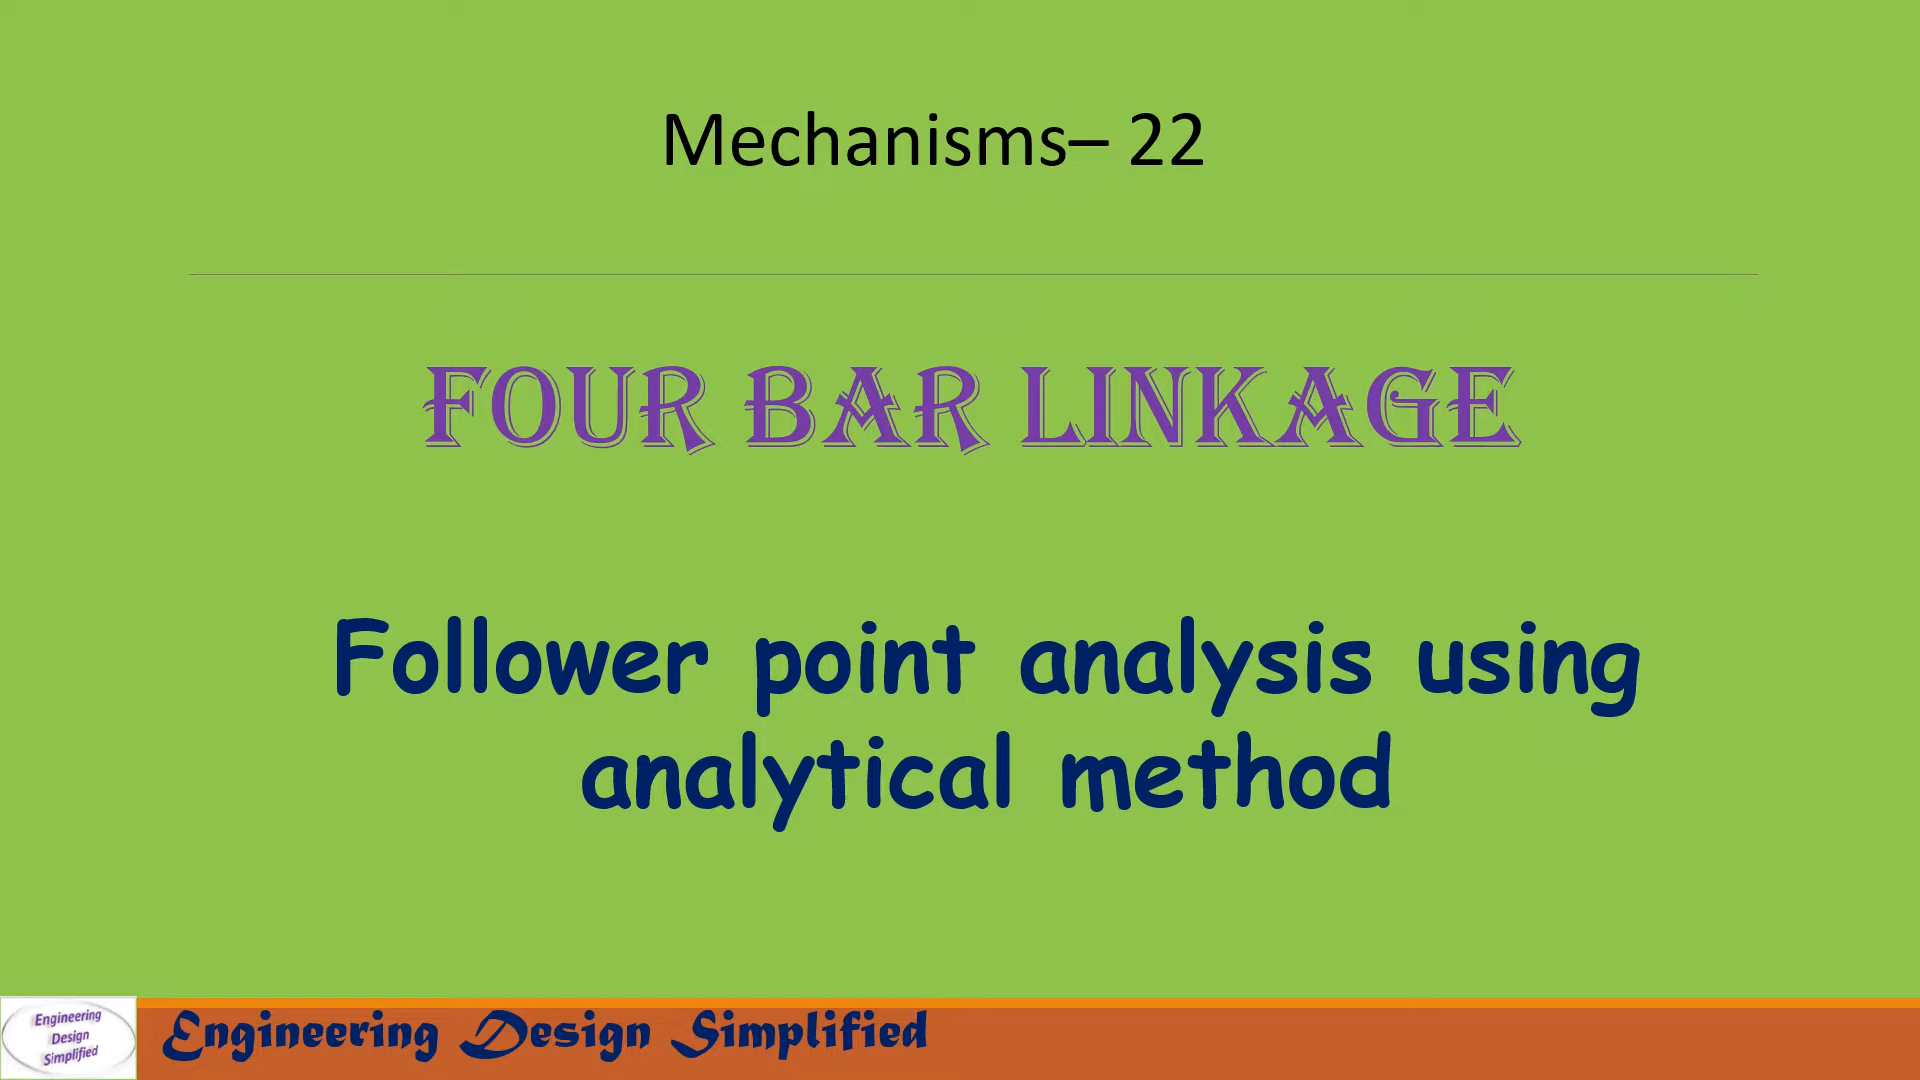 Mechanisms– 22
FOUR BAR LINKAGE
Follower point analysis using
analytical method
Engineering
Design
Simplified
Engineering Design Simplified